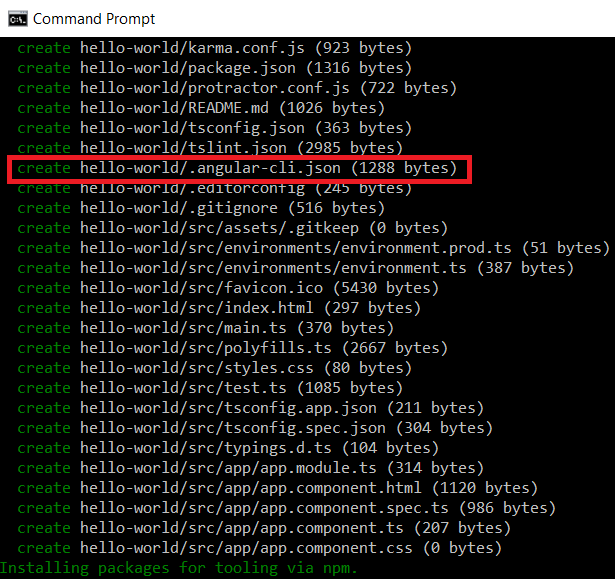 Command Prompt
create hello-world/karma.conf.js (923 bytes)
create hello-world/package.json (1316 bytes)
create hello-world/protractor.conf.js (722 bytes)
create hello-world/README.md (1026 bytes)
create hello-world/tsconfig.json (363 bytes)
create hello-world/tslint.json (2985 bytes)
create hello-world/.angular-cli.json (1288 bytes)
create hello-world/.editorconfig (245 bytes)
create hello-world/.gitignore (516 bytes)
create hello-world/src/assets/.gitkeep (0 bytes)
create hello-world/src/environments/environment.prod.ts (51 bytes)
create hello-world/src/environments/environment.ts (387 bytes)
create hello-world/src/favicon.ico (5430 bytes)
create hello-world/src/index.html (297 bytes)
create hello-world/src/main.ts (370 bytes)
create hello-world/src/polyfills.ts (2667 bytes)
create hello-world/src/styles.css (80 bytes)
create hello-world/src/test.ts (1085 bytes)
create hello-world/src/tsconfig.app.json (211 bytes)
create hello-world/src/tsconfig.spec.json (304 bytes)
create hello-world/src/typings.d.ts (104 bytes)
create hello-world/src/app/app.module.ts (314 bytes)
create hello-world/src/app/app.component.html (1120 bytes)
create hello-world/src/app/app.component.spec.ts (986 bytes)
create hello-world/src/app/app.component.ts (207 bytes)
create hello-world/src/app/app.component.css (0 bytes)
Installing packages for tooling via npm.